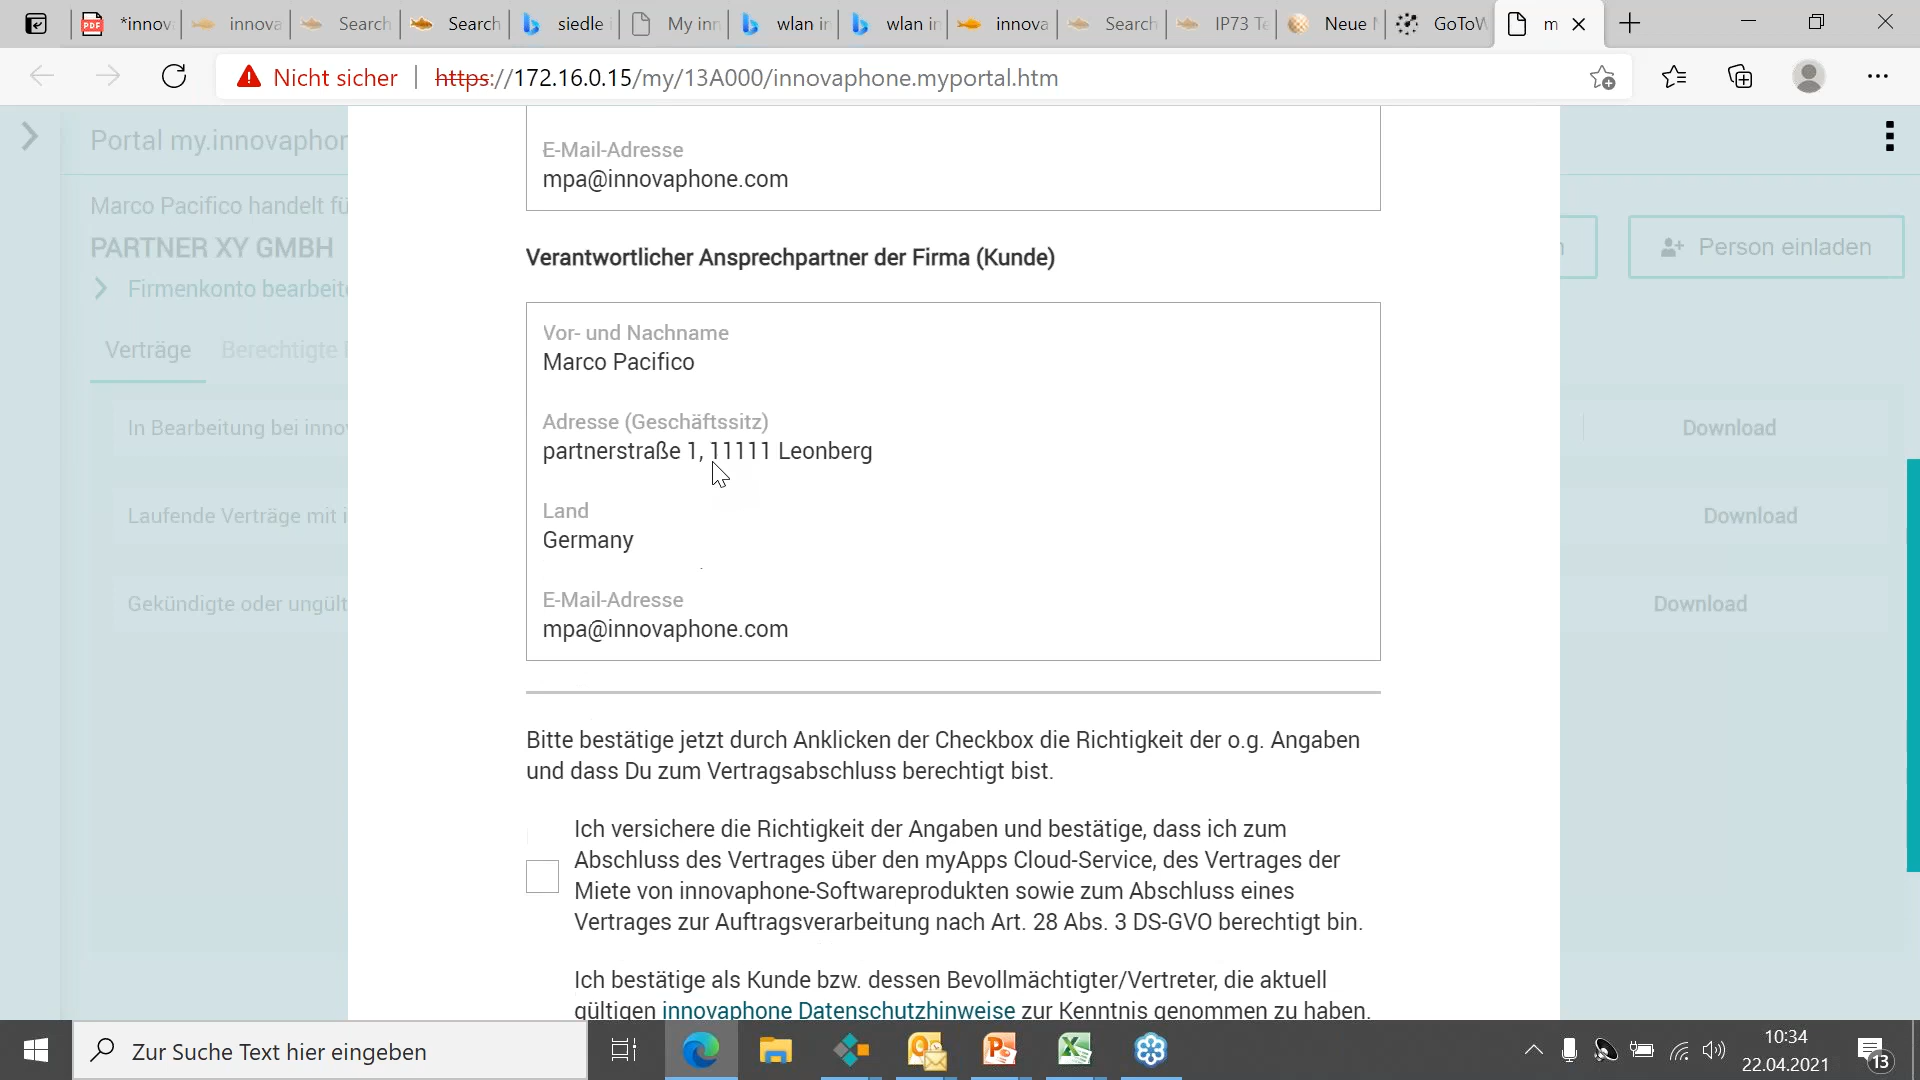 *innov
innova
Search
Search
siedle i
My inn
wlan in
wlan in
innova
Search
IP73 Te
Neue N
GoToW
m
Nicht sicher | https://172.16.0.15/my/13A000/innovaphone.myportal.htm
Portal my.innovaphon
Marco Pacifico handelt fü
PARTNER XY GMBH
Firmenkonto bearbeite
Person einladen
Verträge
Berechtigte
In Bearbeitung bei inno
Download
Laufende Verträge mit i
Download
Gekündigte oder ungült
Download
E-Mail-Adresse
mpa@innovaphone.com
Verantwortlicher Ansprechpartner der Firma (Kunde)
Vor- und Nachname
Marco Pacifico
Adresse (Geschäftssitz)
partnerstraße 1, 11111 Leonberg
Land
Germany
E-Mail-Adresse
mpa@innovaphone.com
Bitte bestätige jetzt durch Anklicken der Checkbox die Richtigkeit der o.g. Angaben
und dass Du zum Vertragsabschluss berechtigt bist.
Ich versichere die Richtigkeit der Angaben und bestätige, dass ich zum
Abschluss des Vertrages über den myApps Cloud-Service, des Vertrages der
Miete von innovaphone-Softwareprodukten sowie zum Abschluss eines
Vertrages zur Auftragsverarbeitung nach Art. 28 Abs. 3 DS-GVO berechtigt bin.
Ich bestätige als Kunde bzw. dessen Bevollmächtigter/Vertreter, die aktuell
gültigen innovaphone Datenschutzhinweise zur Kenntnis genommen zu haben.
Zur Suche Text hier eingeben
10:34
22.04.2021
13